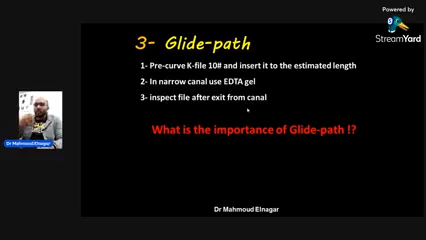 Powered by
StreamYard
3- Glide-path
1- Pre-curve K-file 10# and insert it to the estimated length
2- In narrow canal use EDTA gel
3- inspect file after exit from canal
What is the importance of Glide-path !?
Dr Mahmoud Elnagar
Dr Mahmoud Elnagar